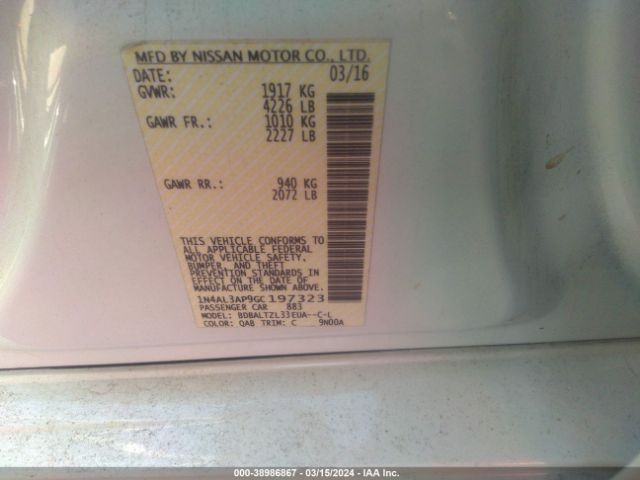 MFD BY NISSAN MOTOR CO., LTD.
DATE: 03/16
GVWR: 1917 KG
4226 LB
GAWR FR.: 1010 KG
2227 LB
GAWR RR.: 940 KG
2072 LB
THIS VEHICLE CONFORMS TO
ALL APPLICABLE FEDERAL
MOTOR VEHICLE SAFETY,
BUMPER, AND THEFT
PREVENTION STANDARDS IN
EFFECT ON THE DATE OF
MANUFACTURE SHOWN ABOVE.
1N4AL3AP9GC197323
PASSENGER CAR 883
MODEL: BDBALTZL33EUA--C-L
COLOR: QAB TRIM: C 9N00A
000-38986867 — 03/15/2024 — IAA Inc.